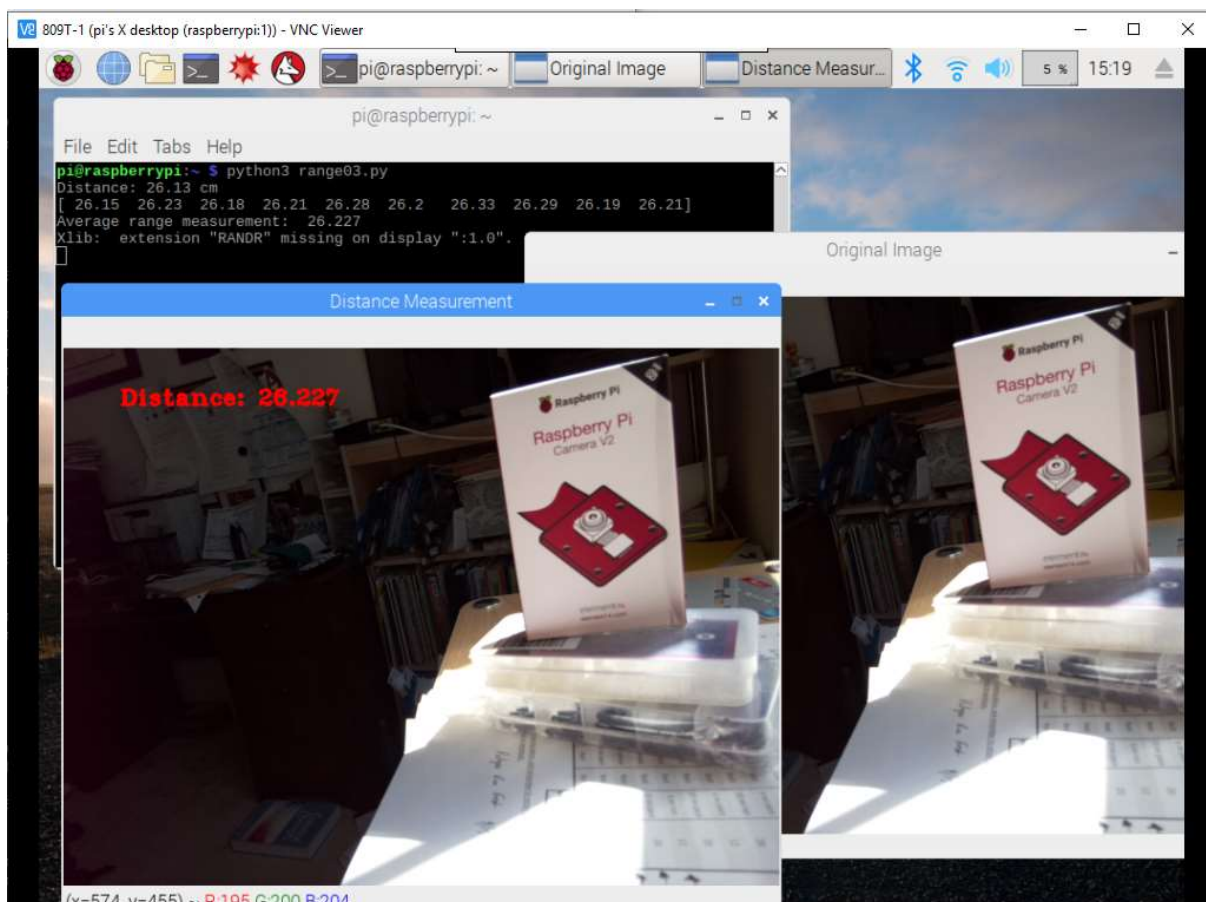 809T-1 (pi's X desktop (raspberrypi:1)) - VNC Viewer
pi@raspberrypi: ~ Original Image Distance Measur... 5 % 15:19
pi@raspberrypi: ~
File Edit Tabs Help
pi@raspberrypi:~ $ python3 range03.py
Distance: 26.13 cm
[ 26.15 26.23 26.18 26.21 26.28 26.2 26.33 26.29 26.19 26.21]
Average range measurement: 26.227
Xlib: extension "RANDR" missing on display ":1.0".
Original Image
Distance Measurement
Distance: 26.227
Raspberry Pi
Raspberry Pi
Camera V2
Raspberry Pi
Raspberry Pi
Camera V2
(x=574, y=455) ~ R:195 G:200 B:204